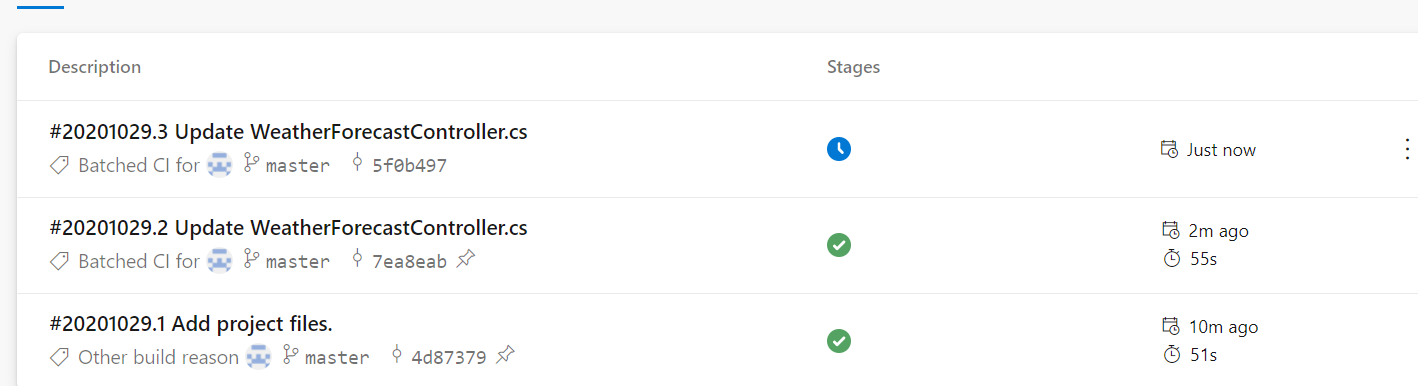 Description Stages
#20201029.3 Update WeatherForecastController.cs
Batched CI for master 5f0b497
Just now
#20201029.2 Update WeatherForecastController.cs
Batched CI for master 7ea8eab
2m ago
55s
#20201029.1 Add project files.
Other build reason master 4d87379
10m ago
51s